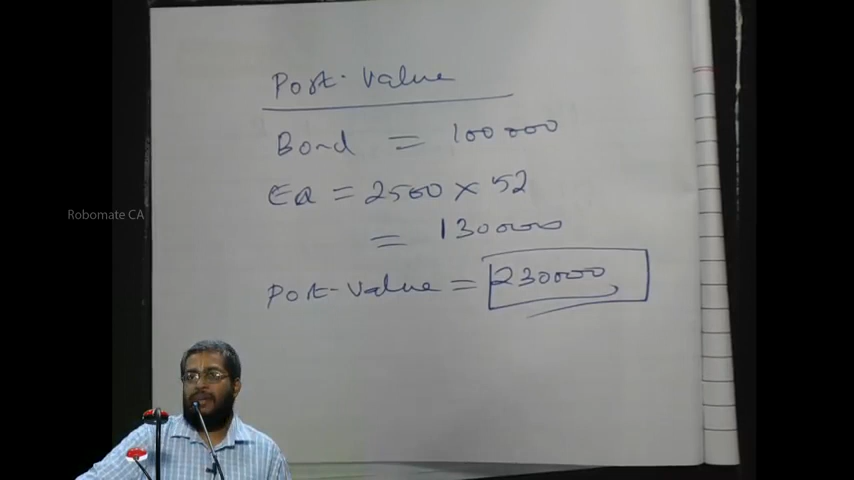 Port. Value
Bond = 100000
EQ = 2500 × 52
= 130000
Port-Value = 230000
Robomate CA